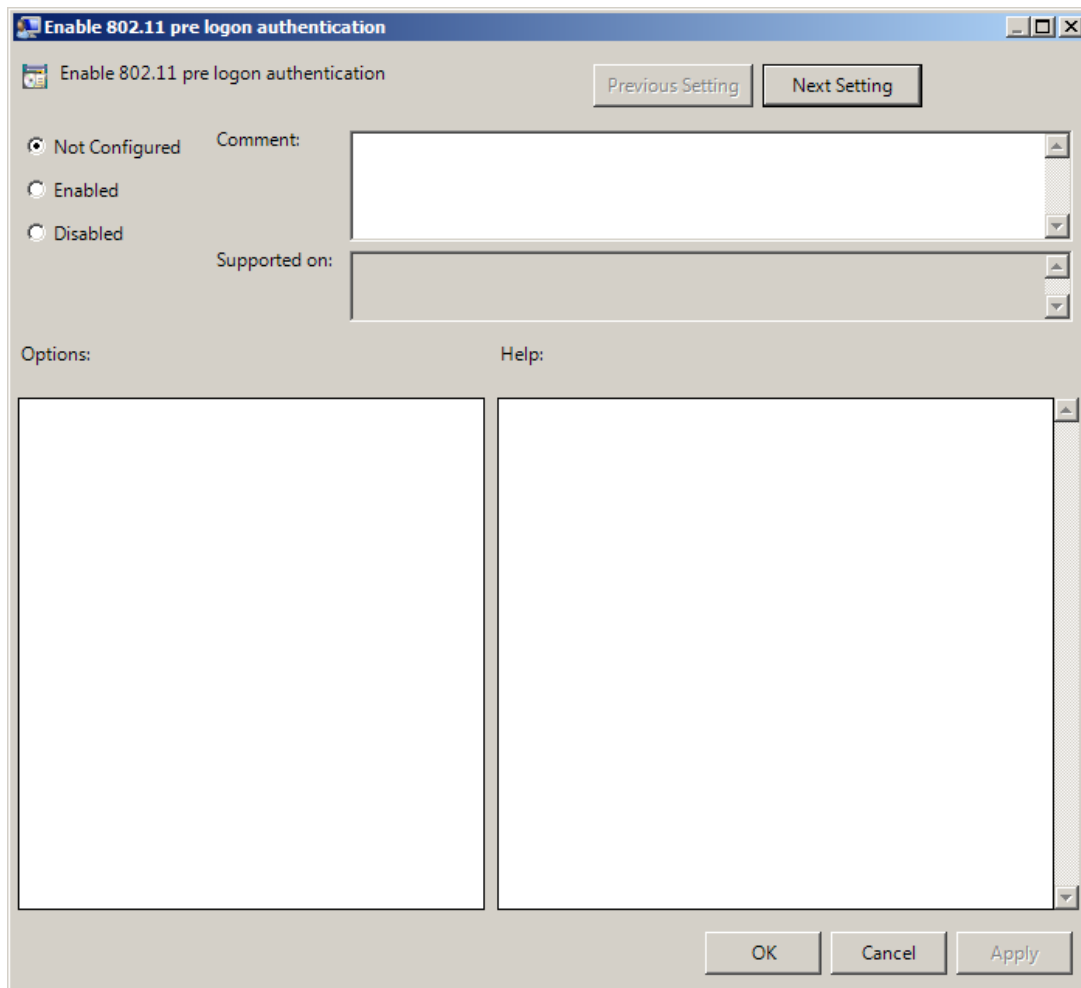 Enable 802.11 pre logon authentication
Enable 802.11 pre logon authentication
Previous Setting
Next Setting
Not Configured
Comment:
Enabled
Disabled
Supported on:
Options:
Help:
OK
Cancel
Apply